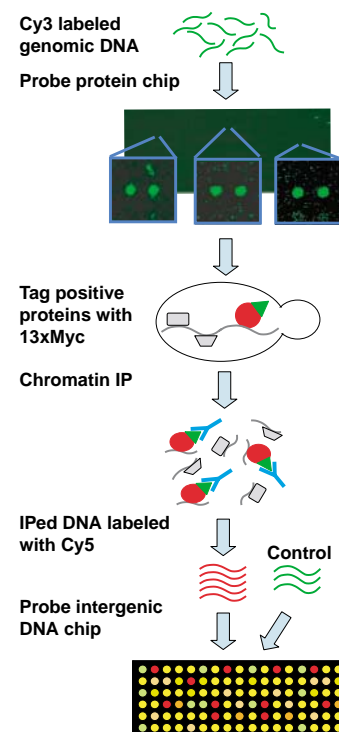 Cy3 labeled
genomic DNA
Probe protein chip
Tag positive
proteins with
13xMyc
Chromatin IP
IPed DNA labeled
with Cy5
Control
Probe intergenic
DNA chip